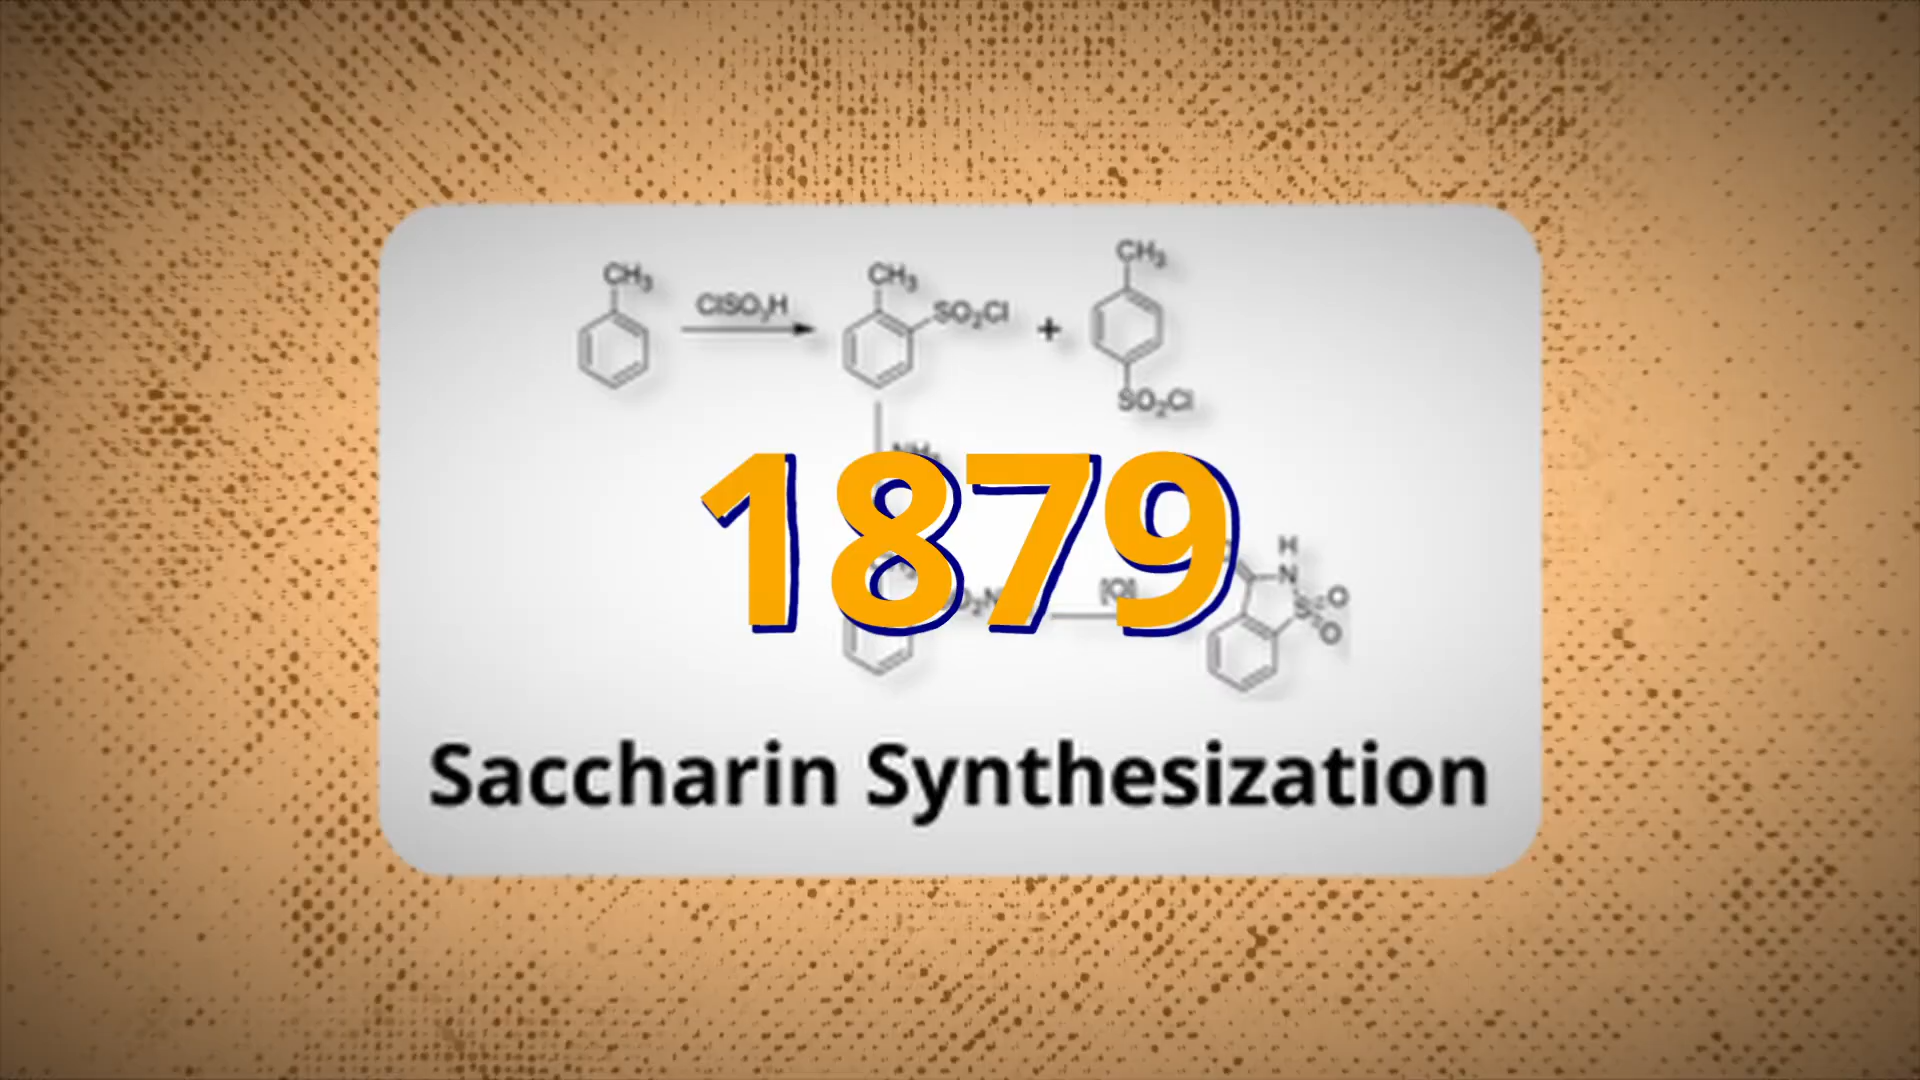 CH3
CH3
CH3
ClSO3H
SO2Cl
+
SO2Cl
1879
H
[O]
N
O
S
O
Saccharin Synthesization